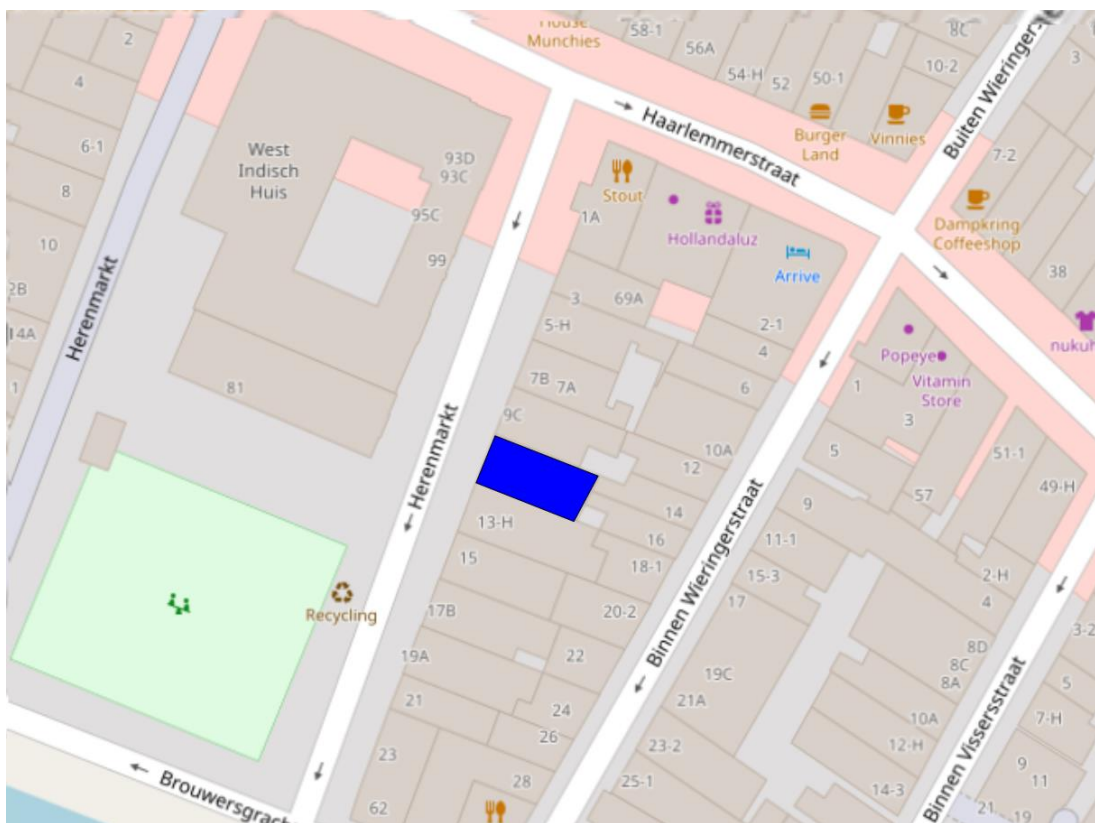 Munchies
58-1
56A
54-H
52
50-1
10-2
8C
3
2
4
6-1
8
10
2B
14A
1
Herenmarkt
West
Indisch
Huis
93D
93C
95C
99
81
Haarlemmerstraat
Burger
Land
Vinnies
Buiten Wieringerst
7-2
Dampkring
Coffeeshop
38
nukuh
Stout
1A
Hollandaluz
Arrive
3
69A
5-H
2-1
4
7B
7A
6
9C
10A
12
14
13-H
16
15
18-1
17B
20-2
19A
22
21
24
26
23
28
62
Herenmarkt
Recycling
Brouwersgrach
Binnen Wieringerstraat
Popeye
Vitamin
Store
1
3
5
51-1
49-H
57
9
11-1
15-3
17
2-H
4
19C
21A
8D
8C
8A
10A
12-H
14-3
23-2
25-1
Binnen Vissersstraat
3-2
5
7-H
9
11
21
19